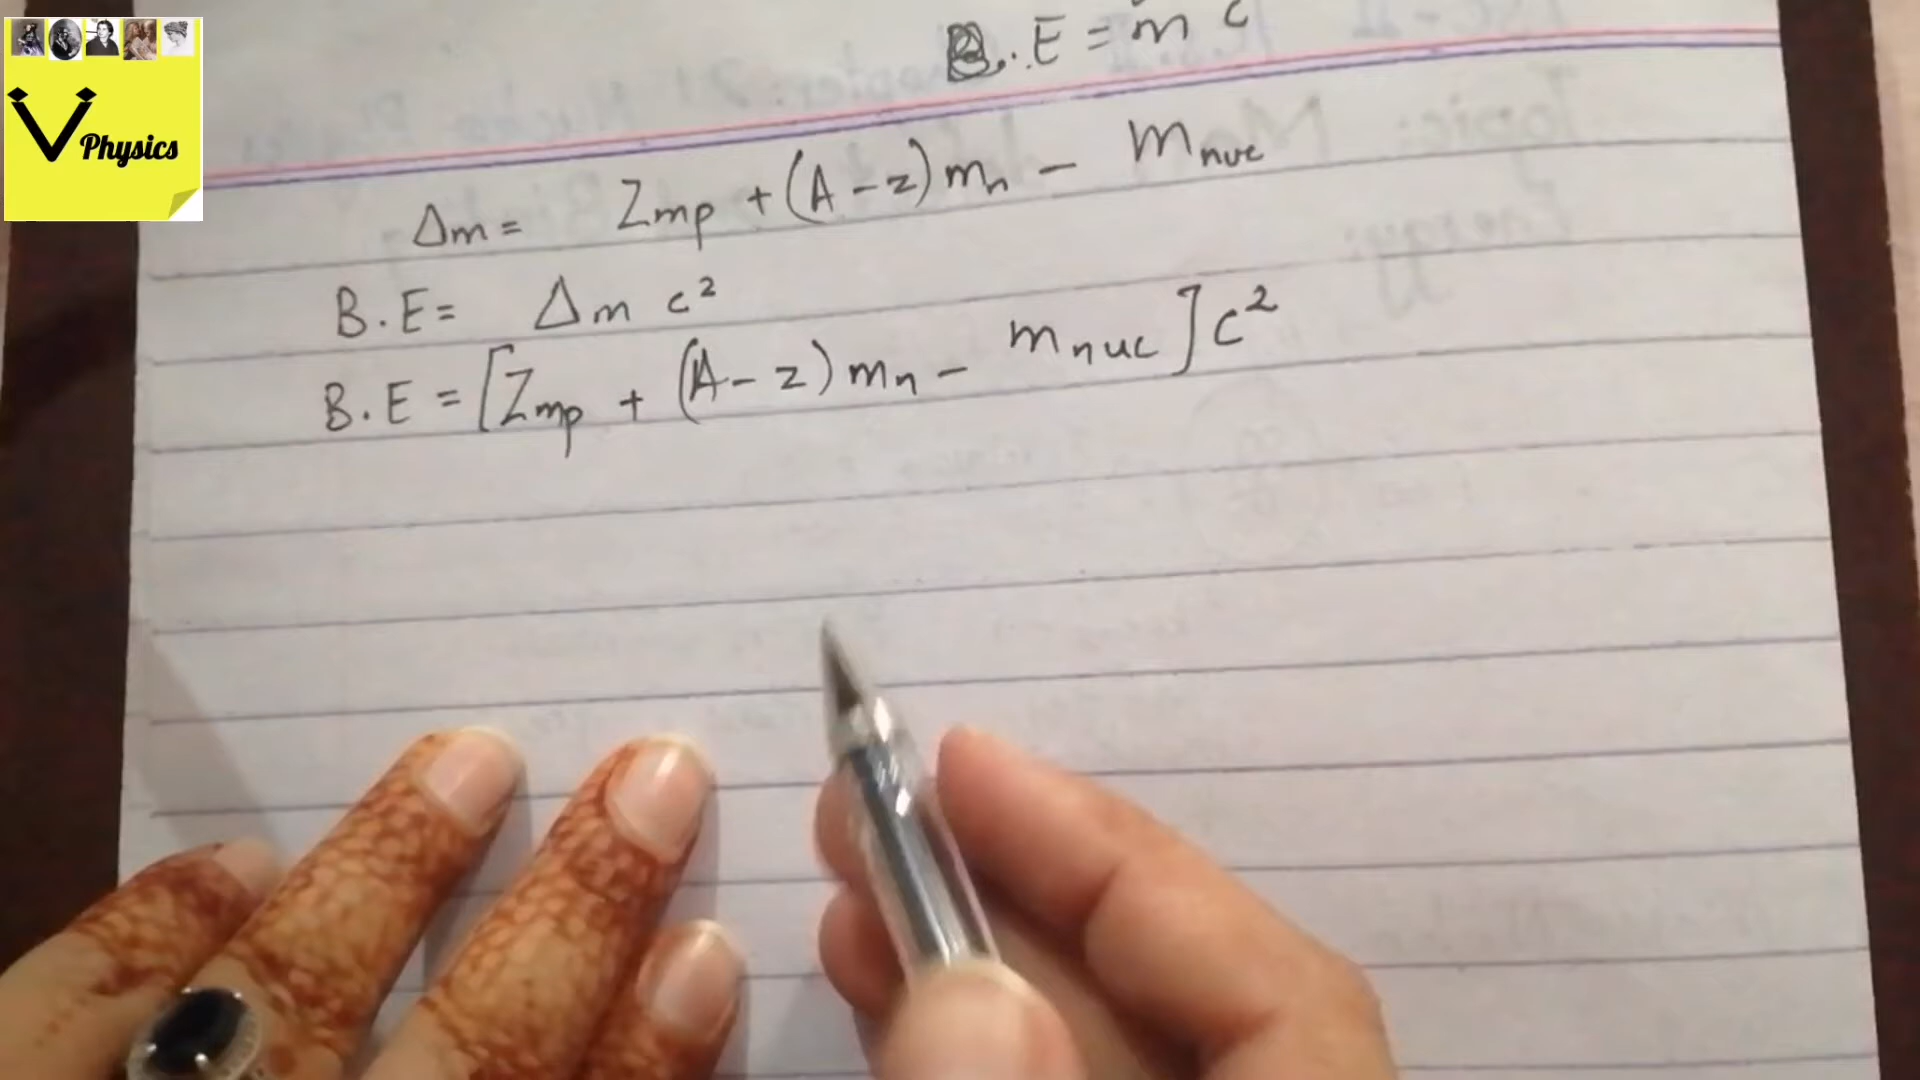 B.E = m c
V Physics
Δm = Zmp + (A - z) mn - mnuc
B.E = Δm c²
B.E = [Zmp + (A - z) mn - mnuc] c²